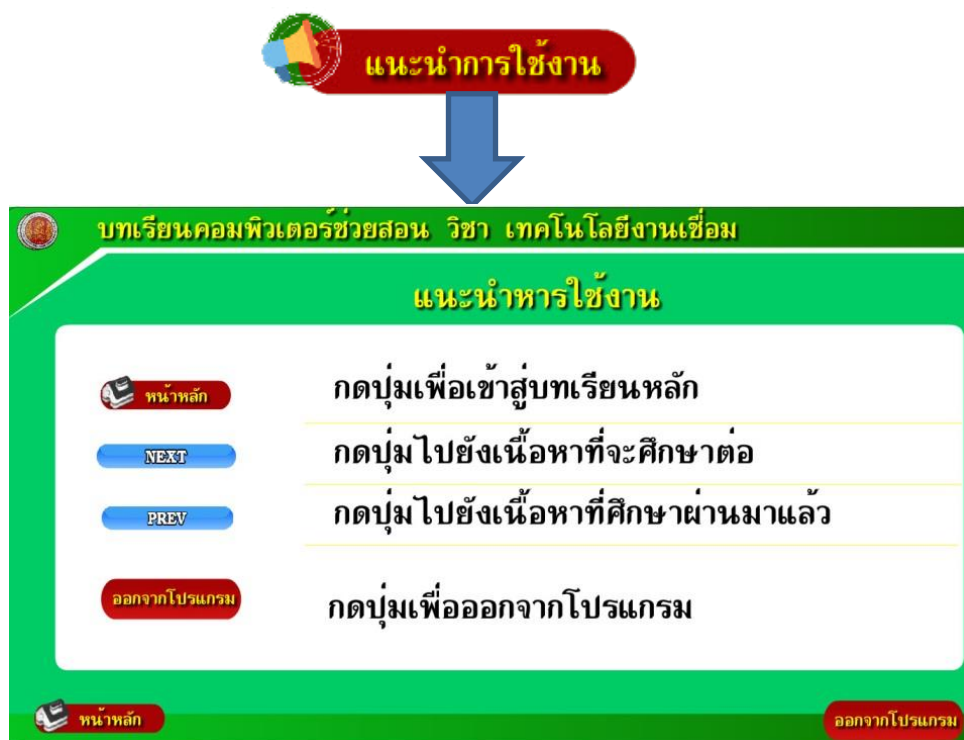 แนะนำการใช้งาน
บทเรียนคอมพิวเตอร์ช่วยสอน วิชา เทคโนโลยีงานเชื่อม
แนะนำหารใช้งาน
หน้าหลัก กดปุ่มเพื่อเข้าสู่บทเรียนหลัก
NEXT กดปุ่มไปยังเนื้อหาที่จะศึกษาต่อ
PREV กดปุ่มไปยังเนื้อหาที่ศึกษาผ่านมาแล้ว
ออกจากโปรแกรม กดปุ่มเพื่อออกจากโปรแกรม
หน้าหลัก ออกจากโปรแกรม